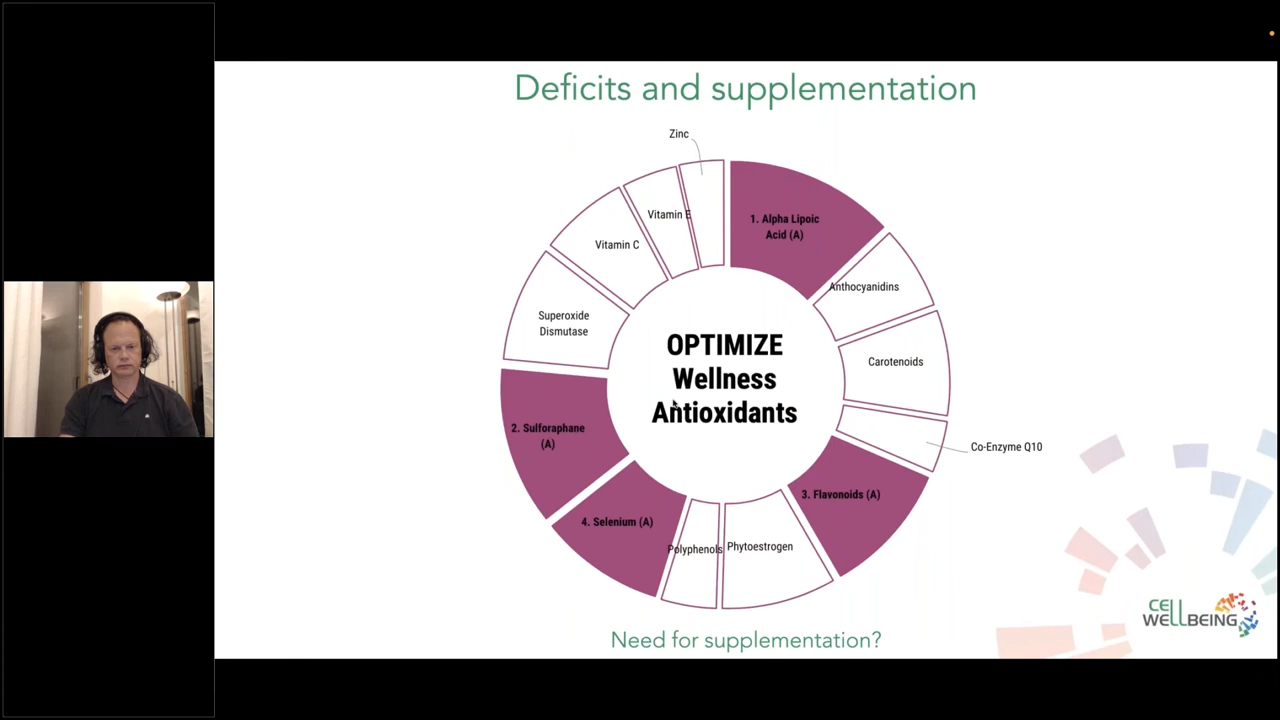 Deficits and supplementation
Zinc
1. Alpha Lipoic
Acid (A)
Anthocyanidins
Carotenoids
Co-Enzyme Q10
3. Flavonoids (A)
Phytoestrogen
Polyphenols
4. Selenium (A)
2. Sulforaphane
(A)
Superoxide
Dismutase
Vitamin C
Vitamin E
OPTIMIZE
Wellness
Antioxidants
Need for supplementation?
CELL
WELLBEING